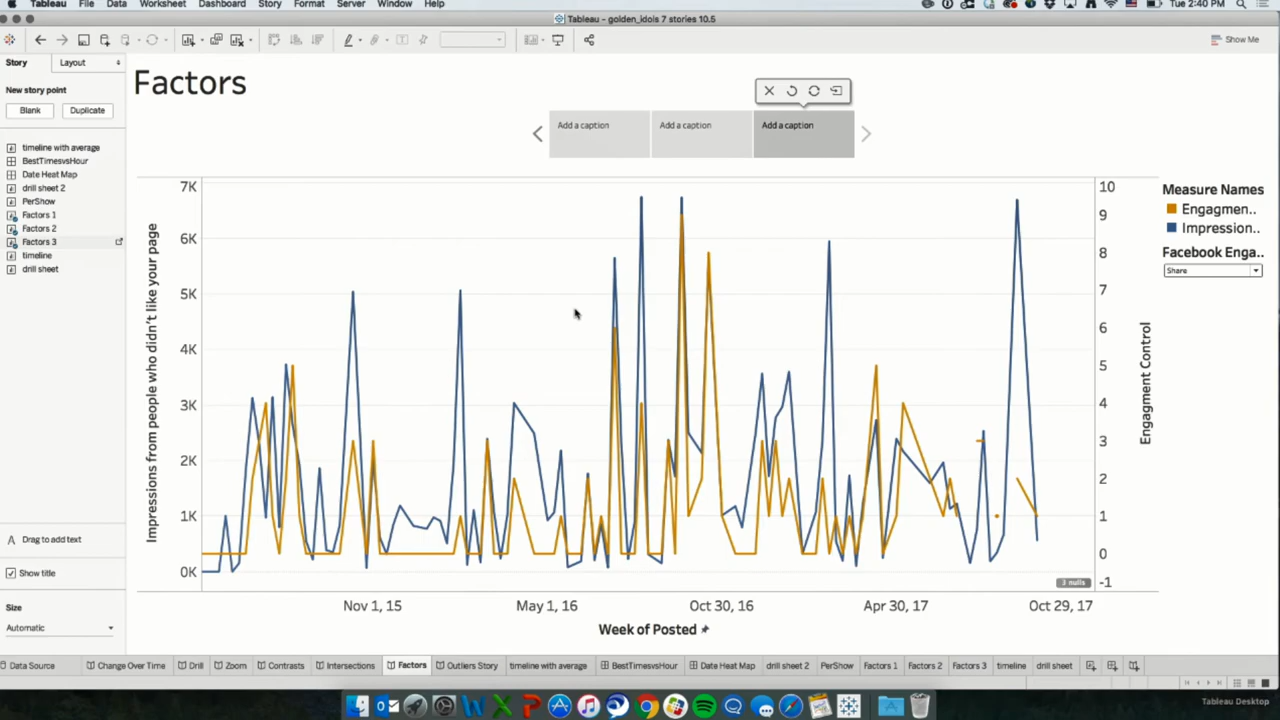 Tableau File Data Worksheet Dashboard Story Format Server Window Help
Tue 2:40 PM
Tableau - golden_idols 7 stories 10.5
Show Me
Story Layout
New story point
Blank Duplicate
timeline with average
BestTimesvsHour
Date Heat Map
drill sheet 2
PerShow
Factors 1
Factors 2
Factors 3
timeline
drill sheet
A Drag to add text
Show title
Size
Automatic
Factors
Add a caption Add a caption Add a caption
Impressions from people who didn't like your page
7K
6K
5K
4K
3K
2K
1K
0K
10
9
8
7
6
5
4
3
2
1
0
-1
Engagment Control
3 nulls
Nov 1, 15 May 1, 16 Oct 30, 16 Apr 30, 17 Oct 29, 17
Week of Posted
Measure Names
Engagmen..
Impression..
Facebook Enga..
Share
Data Source Change Over Time Drill Zoom Contrasts Intersections Factors Outliers Story timeline with average BestTimesvsHour Date Heat Map drill sheet 2 PerShow Factors 1 Factors 2 Factors 3 timeline drill sheet
Tableau Desktop